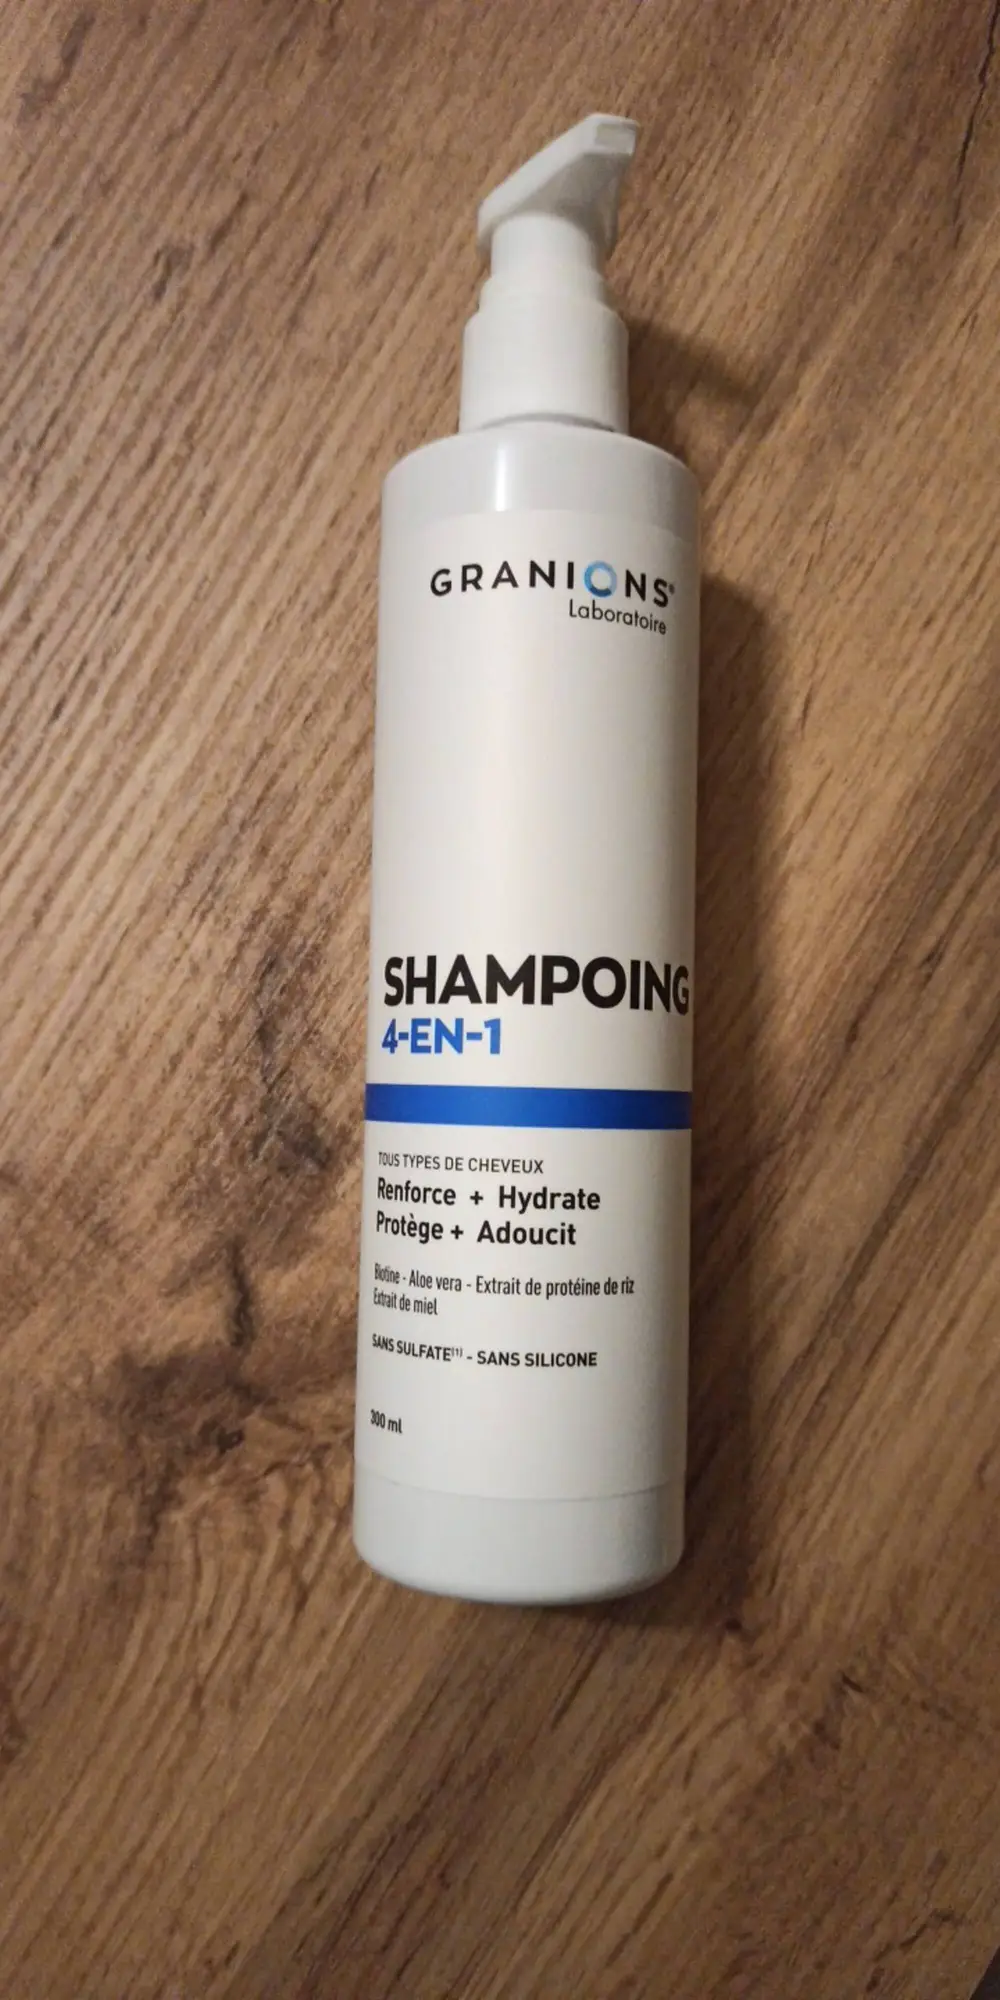 GRANIONS®
Laboratoire
SHAMPOING
4-EN-1
TOUS TYPES DE CHEVEUX
Renforce + Hydrate
Protège + Adoucit
Biotine - Aloe vera - Extrait de protéine de riz
Extrait de miel
SANS SULFATE⁽¹⁾ - SANS SILICONE
300 ml